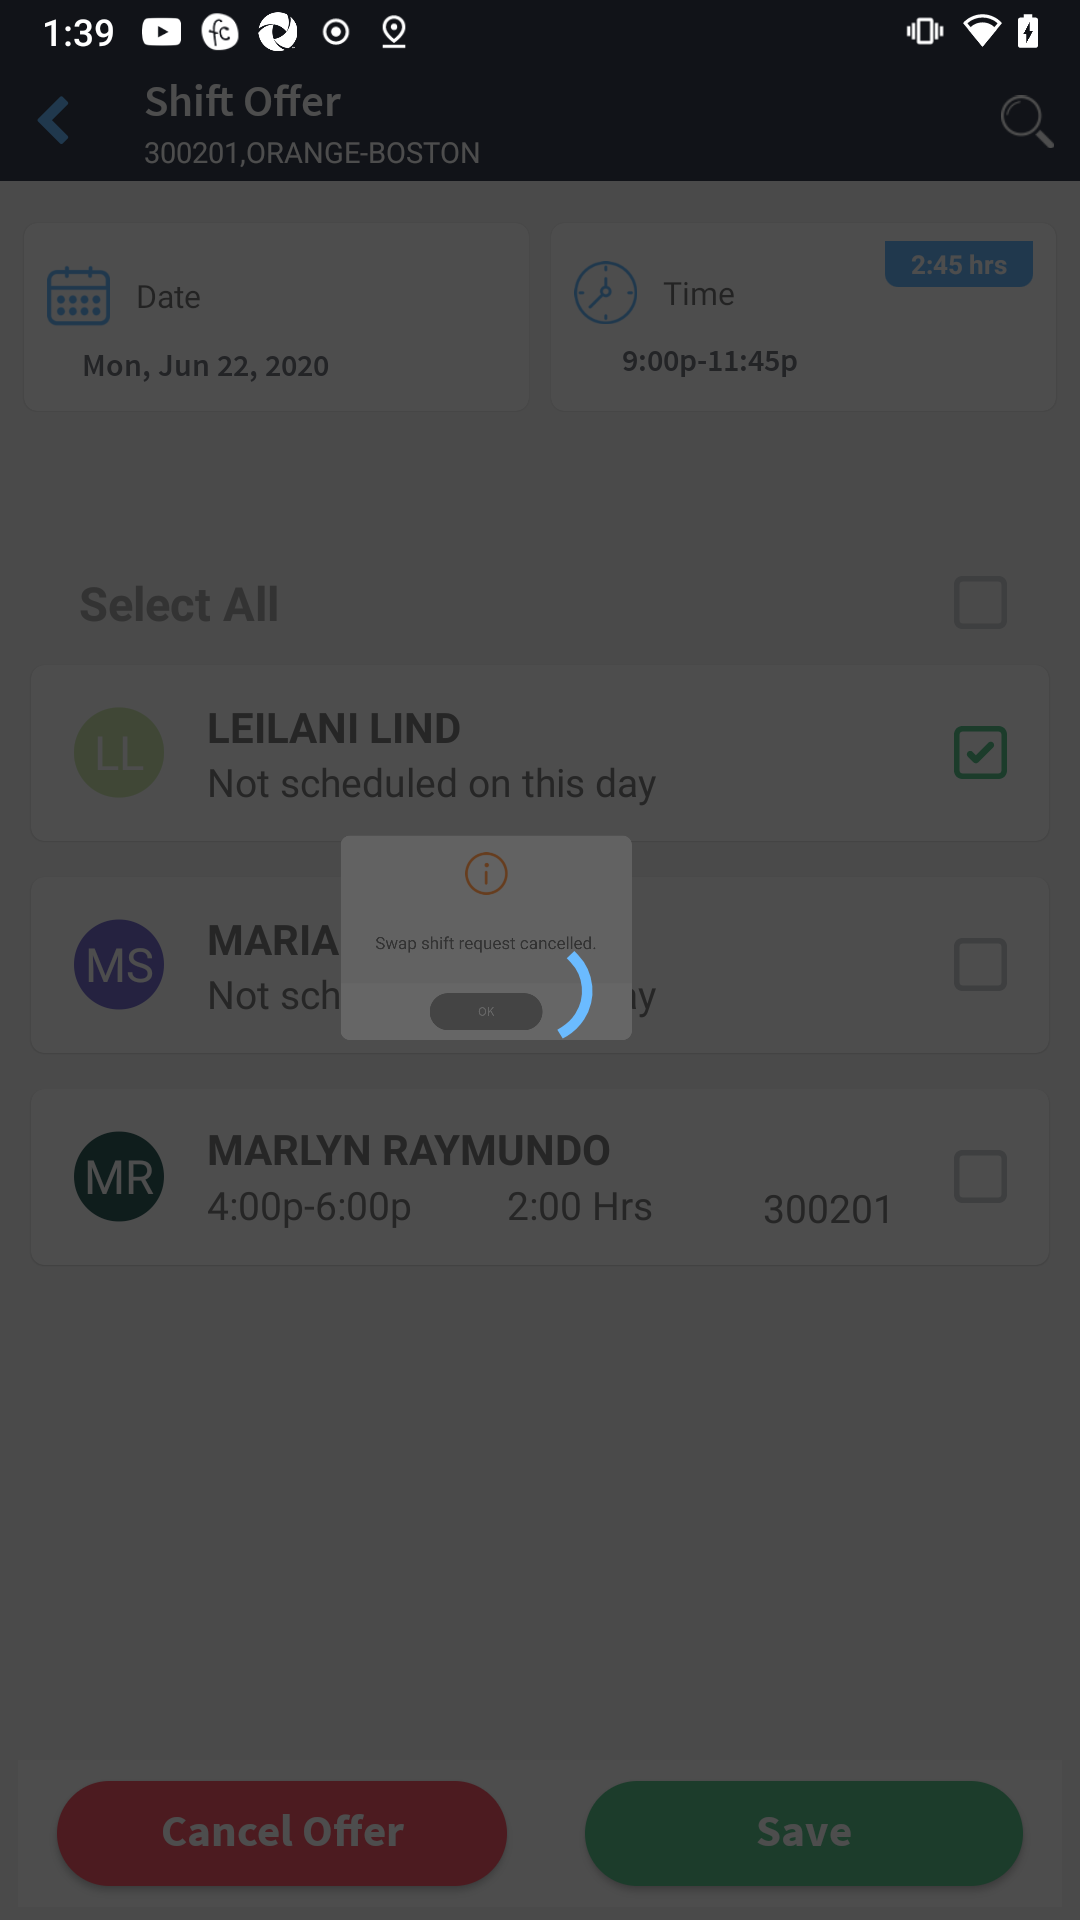 1:39
Shift Offer
300201,ORANGE-BOSTON
Date
Mon, Jun 22, 2020
Time
2:45 hrs
9:00p-11:45p
Select All
LL
LEILANI LIND
Not scheduled on this day
Swap shift request cancelled.
OK
MS
MARIA
Not sch ay
MR
MARLYN RAYMUNDO
4:00p-6:00p 2:00 Hrs 300201
Cancel Offer
Save